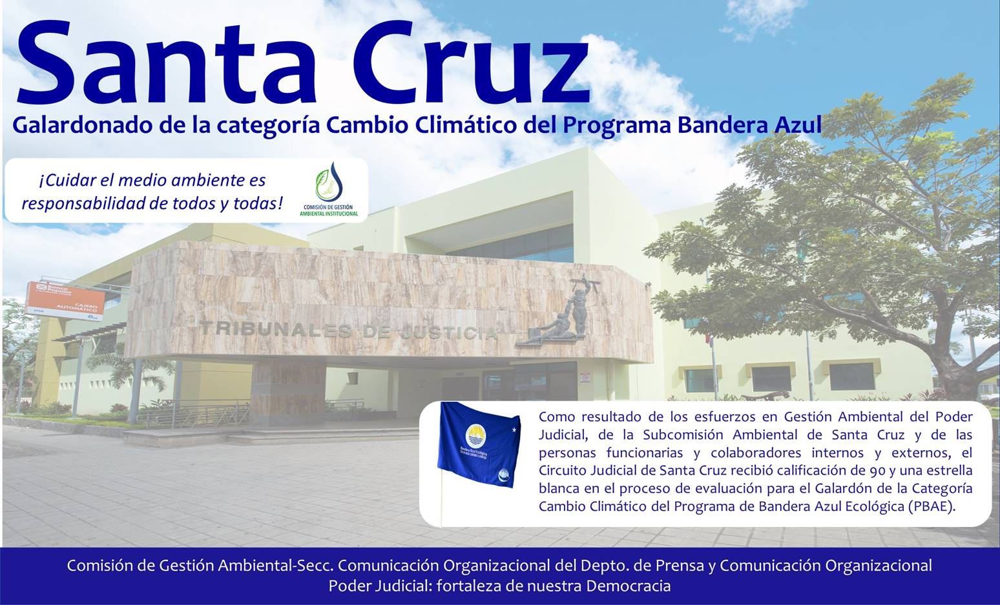 Santa Cruz
Galardonado de la categoría Cambio Climático del Programa Bandera Azul
¡Cuidar el medio ambiente es
responsabilidad de todos y todas!
COMISIÓN DE GESTIÓN
AMBIENTAL INSTITUCIONAL
Banco
Popular
CAJERO
AUTOMÁTICO
TRIBUNALES DE JUSTICIA
Bandera Azul Ecológica
Como resultado de los esfuerzos en Gestión Ambiental del Poder
Judicial, de la Subcomisión Ambiental de Santa Cruz y de las
personas funcionarias y colaboradores internos y externos, el
Circuito Judicial de Santa Cruz recibió calificación de 90 y una estrella
blanca en el proceso de evaluación para el Galardón de la Categoría
Cambio Climático del Programa de Bandera Azul Ecológica (PBAE).
Comisión de Gestión Ambiental-Secc. Comunicación Organizacional del Depto. de Prensa y Comunicación Organizacional
Poder Judicial: fortaleza de nuestra Democracia